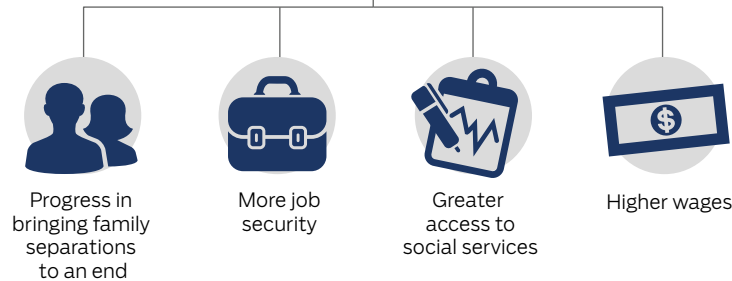 $
Progress in
bringing family
separations
to an end
More job
security
Greater
access to
social services
Higher wages